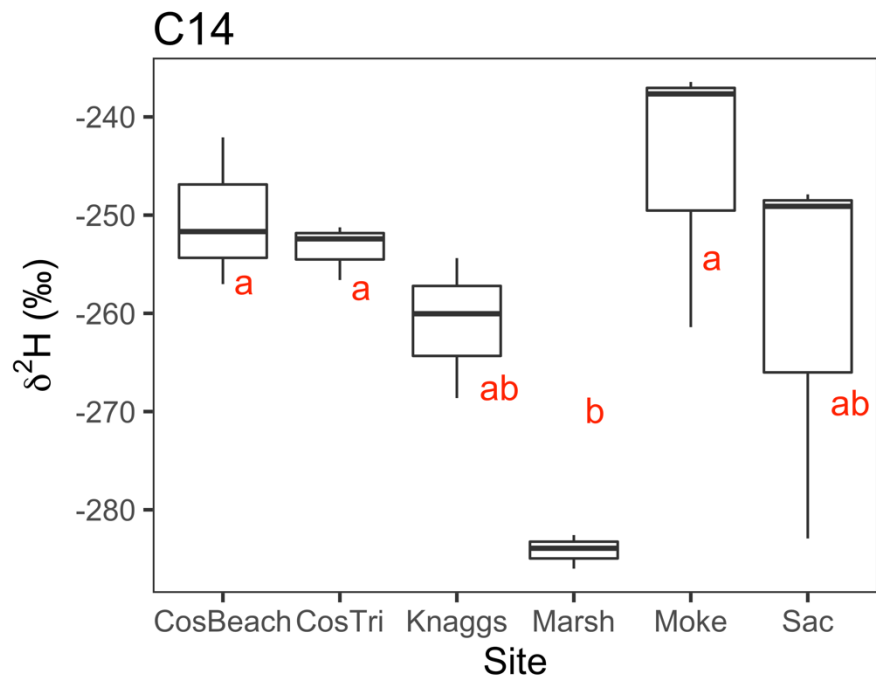 C14
δ²H (‰)
-240
-250
-260
-270
-280
a
a
ab
b
a
ab
CosBeach CosTri Knaggs Marsh Moke Sac
Site